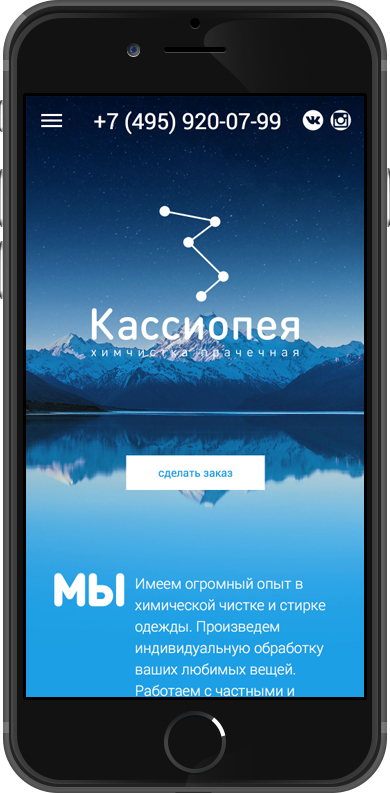 +7 (495) 920-07-99
Кассиопея
химчистка прачечная
сделать заказ
мы
Имеем огромный опыт в
химической чистке и стирке
одежды. Произведем
индивидуальную обработку
ваших любимых вещей.
Работаем с частными и